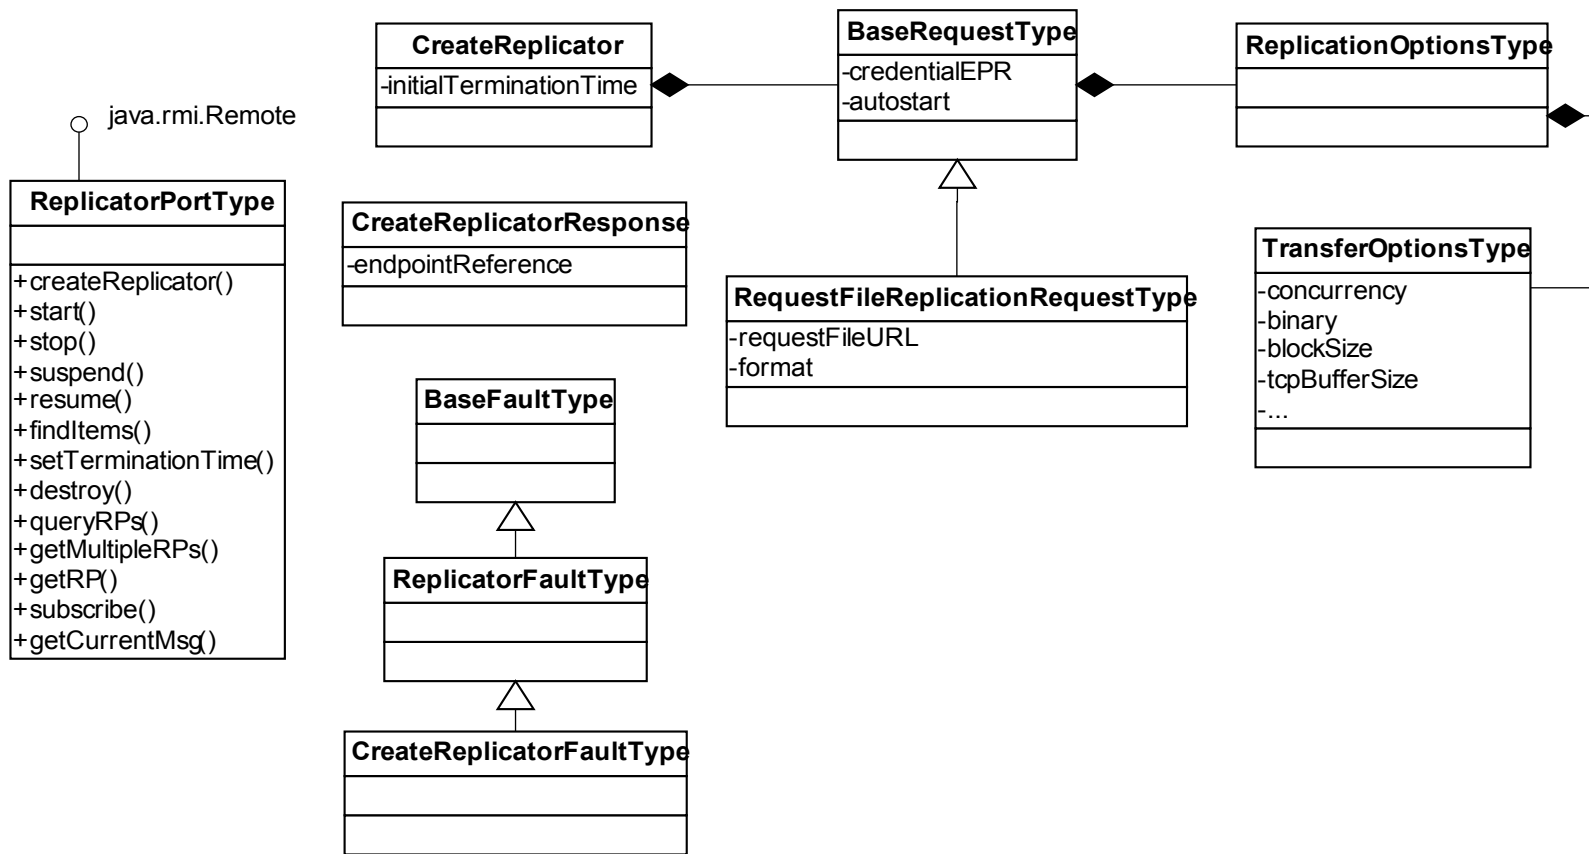 java.rmi.Remote
ReplicatorPortType
+createReplicator()
+start()
+stop()
+suspend()
+resume()
+findItems()
+setTerminationTime()
+destroy()
+queryRPs()
+getMultipleRPs()
+getRP()
+subscribe()
+getCurrentMsg()
CreateReplicator
-initialTerminationTime
CreateReplicatorResponse
-endpointReference
BaseFaultType
ReplicatorFaultType
CreateReplicatorFaultType
BaseRequestType
-credentialEPR
-autostart
RequestFileReplicationRequestType
-requestFileURL
-format
ReplicationOptionsType
TransferOptionsType
-concurrency
-binary
-blockSize
-tcpBufferSize
-...